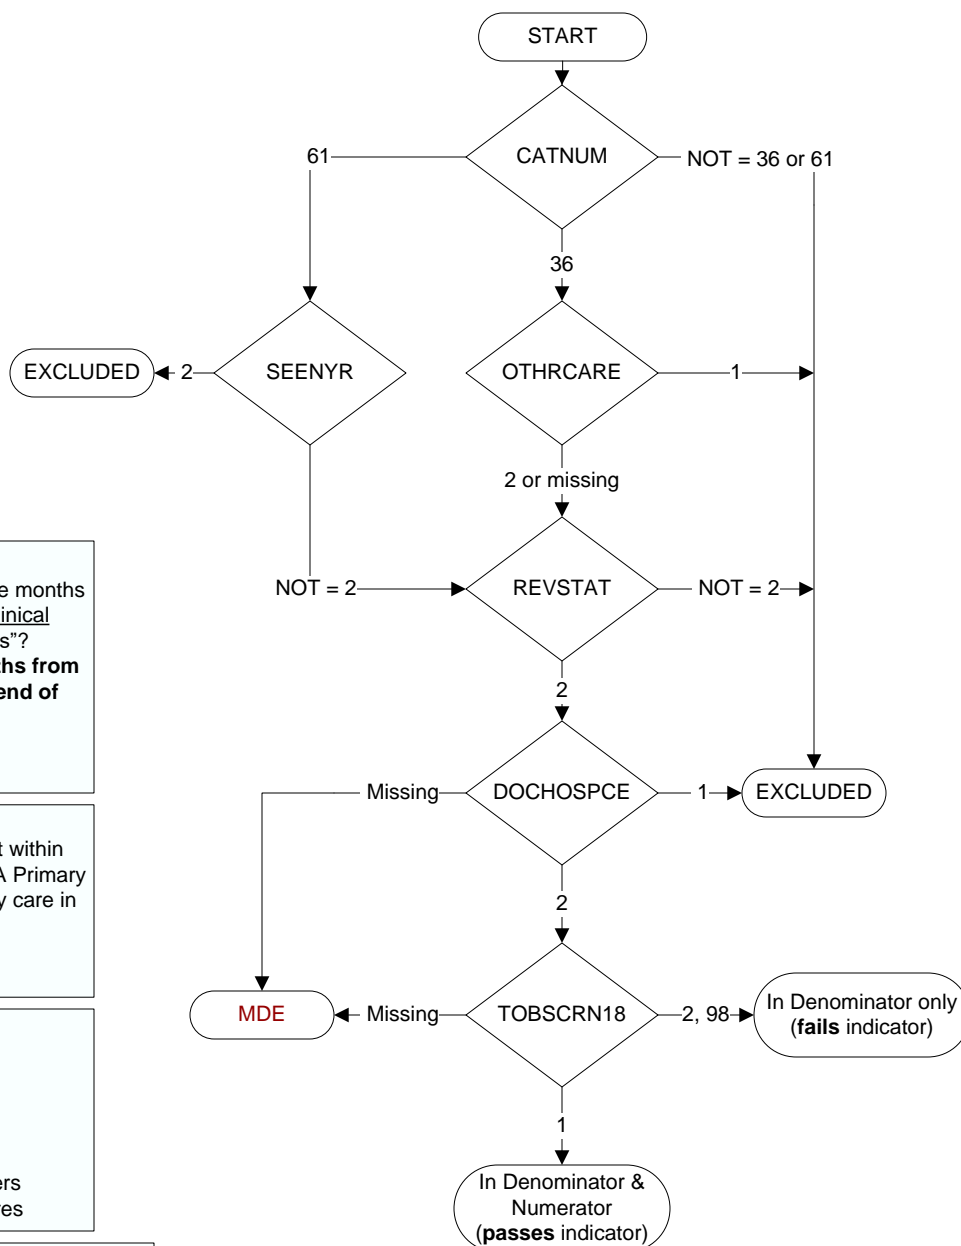 START
CATNUM
61
NOT = 36 or 61
36
EXCLUDED
2
SEENYR
OTHRCARE
1
2 or missing
e months
inical
s”?
ths from
end of
NOT = 2
REVSTAT
NOT = 2
2
Missing
DOCHOSPCE
1
EXCLUDED
t within
A Primary
y care in
2
MDE
Missing
TOBSCRN18
2, 98
In Denominator only
(fails indicator)
1
ers
res
In Denominator &
Numerator
(passes indicator)